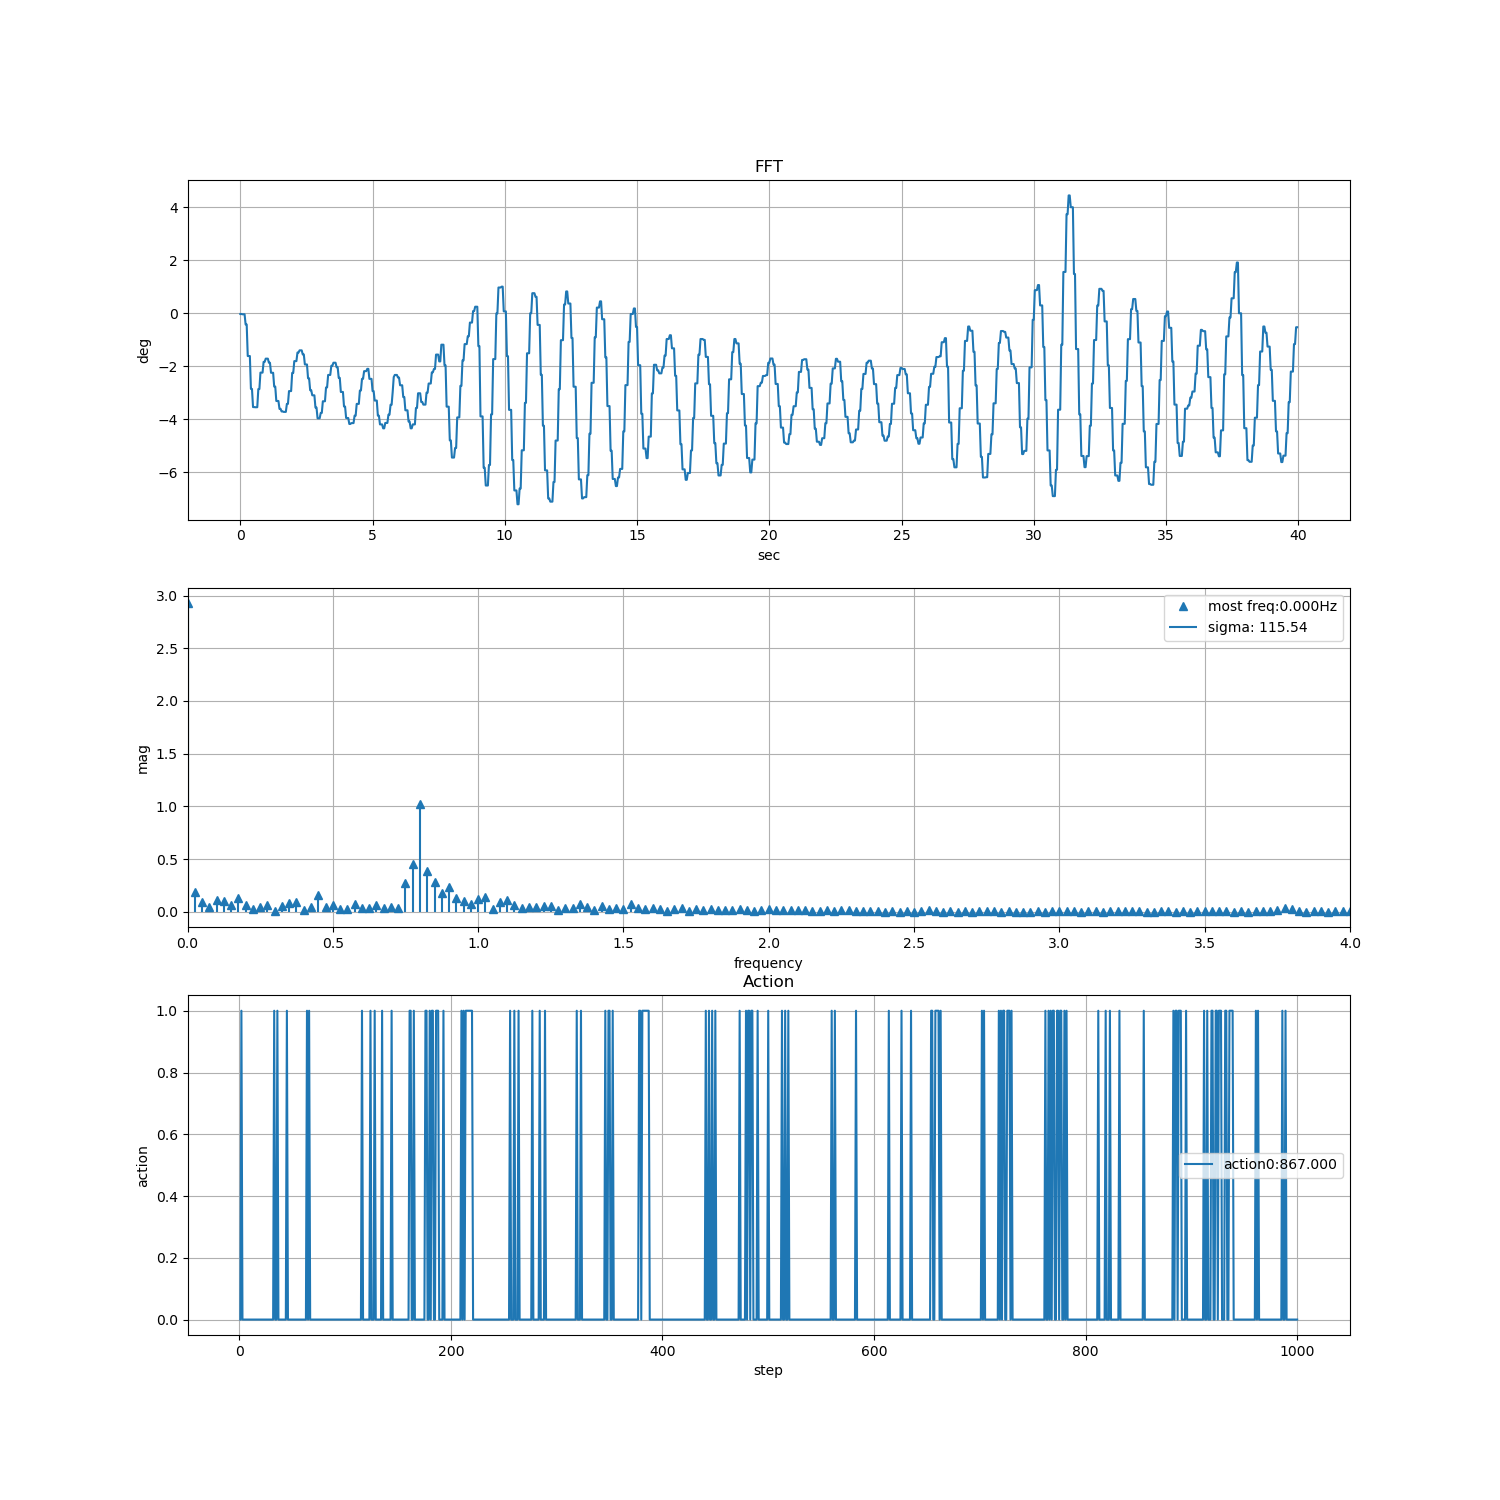 FFT
4
2
0
−2
−4
−6
deg
0 5 10 15 20 25 30 35 40
sec
3.0
2.5
2.0
1.5
1.0
0.5
0.0
mag
most freq:0.000Hz
sigma: 115.54
0.0 0.5 1.0 1.5 2.0 2.5 3.0 3.5 4.0
frequency
Action
1.0
0.8
0.6
0.4
0.2
0.0
action
action0:867.000
0 200 400 600 800 1000
step